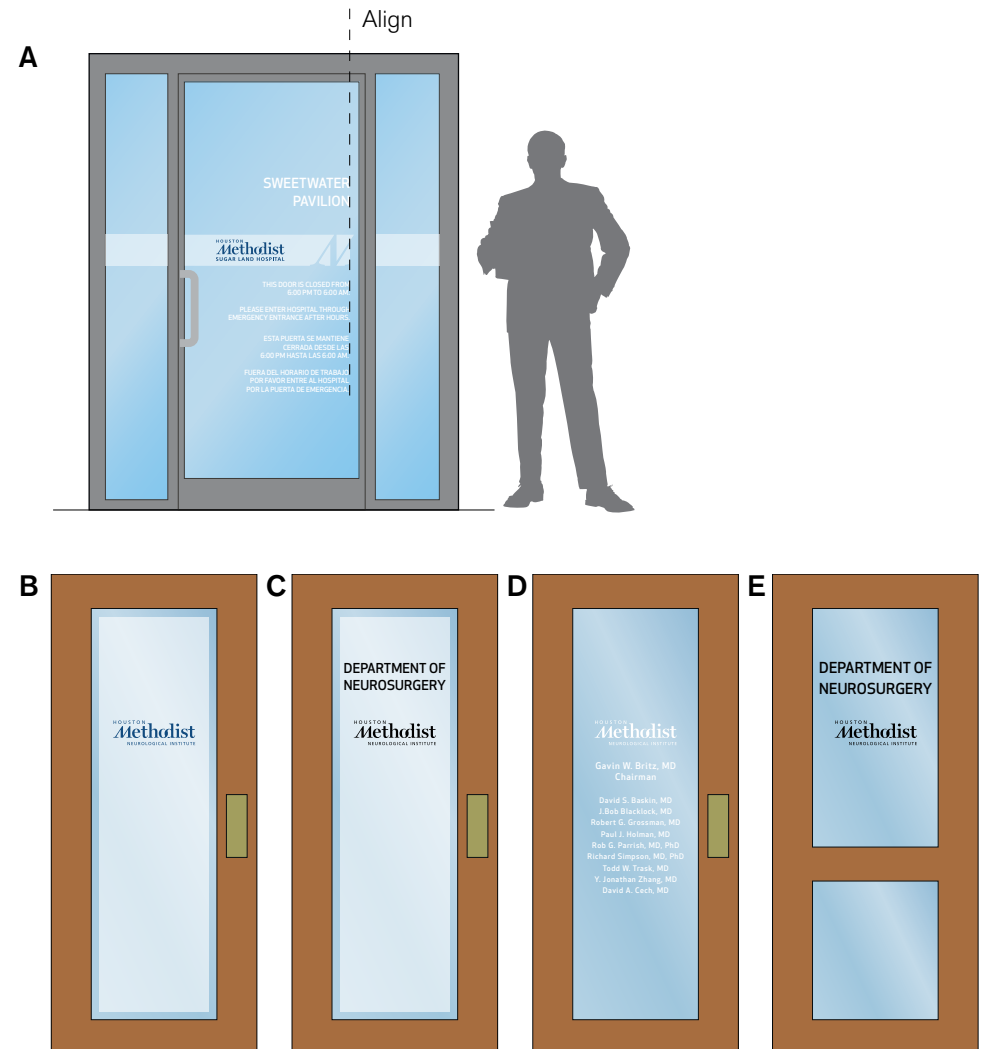 Align
A
SWEETWATER
PAVILION
HOUSTON
Methodist
SUGAR LAND HOSPITAL
THIS DOOR IS CLOSED FROM
6:00 PM TO 6:00 AM.
PLEASE ENTER HOSPITAL THROUGH
EMERGENCY ENTRANCE AFTER HOURS.
ESTA PUERTA SE MANTIENE
CERRADA DESDE LAS
6:00 PM HASTA LAS 6:00 AM.
FUERA DEL HORARIO DE TRABAJO
POR FAVOR ENTRE AL HOSPITAL
POR LA PUERTA DE EMERGENCIA.
B
HOUSTON
Methodist
NEUROLOGICAL INSTITUTE
C
DEPARTMENT OF
NEUROSURGERY
HOUSTON
Methodist
NEUROLOGICAL INSTITUTE
D
HOUSTON
Methodist
NEUROLOGICAL INSTITUTE
Gavin W. Britz, MD
Chairman
David S. Baskin, MD
J.Bob Blacklock, MD
Robert G. Grossman, MD
Paul J. Holman, MD
Rob G. Parrish, MD, PhD
Richard Simpson, MD, PhD
Todd W. Trask, MD
Y. Jonathan Zhang, MD
David A. Cech, MD
E
DEPARTMENT OF
NEUROSURGERY
HOUSTON
Methodist
NEUROLOGICAL INSTITUTE